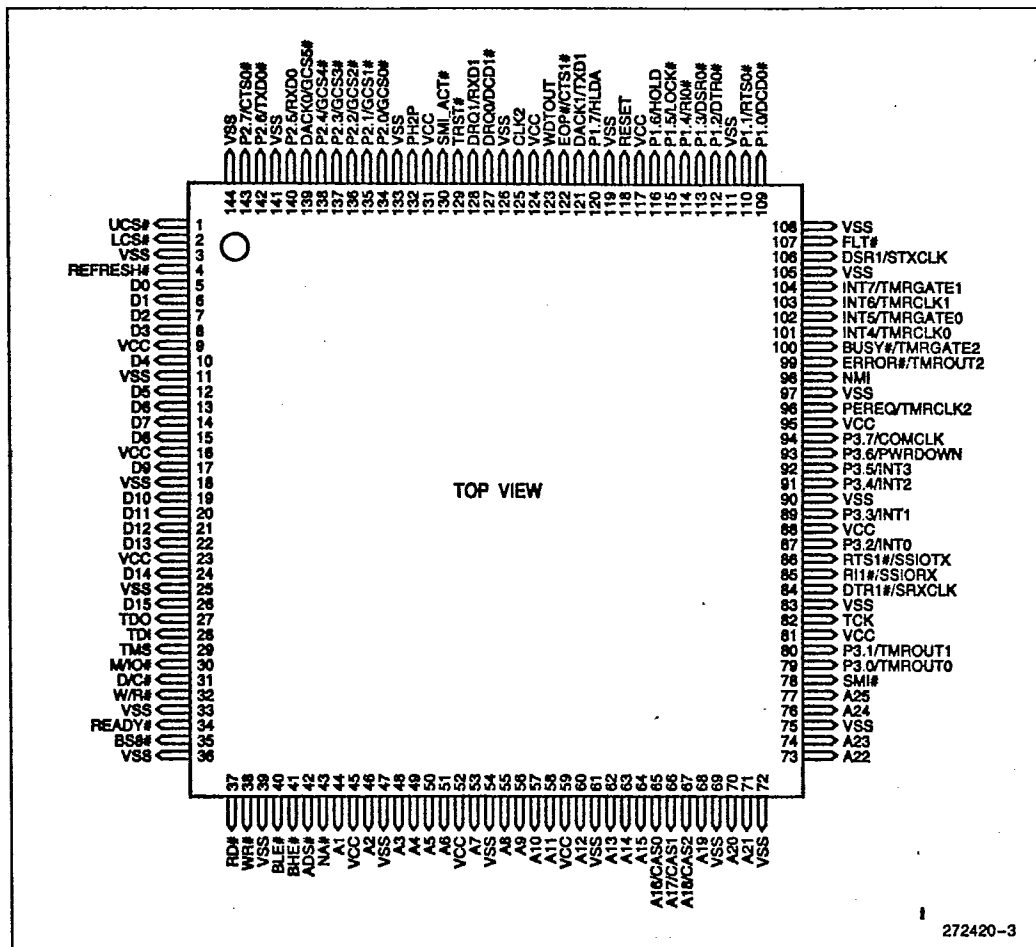 VSS
P2.7/CTS0#
P2.6/TXD0#
VSS
P2.5/RXD0
DACK0/GCS5#
P2.4/GCS4#
P2.3/GCS3#
P2.2/GCS2#
P2.1/GCS1#
P2.0/GCS0#
VSS
PH2P
VCC
SMI_ACT#
TRST#
DRQ1/RXD1
DRQ0/DCD1#
VSS
CLK2
VCC
WDTOUT
EOP#/CTS1#
DACK1/TXD1
P1.7/HLDA
VSS
RESET
VCC
P1.6/HOLD
P1.5/LOCK#
P1.4/RI0#
P1.3/DSR0#
P1.2/DTR0#
VSS
P1.1/RTS0#
P1.0/DCD0#
144 143 142 141 140 139 138 137 136 135 134 133 132 131 130 129 128 127 126 125 124 123 122 121 120 119 118 117 116 115 114 113 112 111 110 109
UCS# 1
LCS# 2
VSS 3
REFRESH# 4
D0 5
D1 6
D2 7
D3 8
VCC 9
D4 10
VSS 11
D5 12
D6 13
D7 14
D8 15
VCC 16
D9 17
VSS 18
D10 19
D11 20
D12 21
D13 22
VCC 23
D14 24
VSS 25
D15 26
TDO 27
TDI 28
TMS 29
M/IO# 30
D/C# 31
W/R# 32
VSS 33
READY# 34
BS8# 35
VSS 36
TOP VIEW
108 VSS
107 FLT#
106 DSR1/STXCLK
105 VSS
104 INT7/TMRGATE1
103 INT6/TMRCLK1
102 INT5/TMRGATE0
101 INT4/TMRCLK0
100 BUSY#/TMRGATE2
99 ERROR#/TMROUT2
98 NMI
97 VSS
96 PEREQ/TMRCLK2
95 VCC
94 P3.7/COMCLK
93 P3.6/PWRDOWN
92 P3.5/INT3
91 P3.4/INT2
90 VSS
89 P3.3/INT1
88 VCC
87 P3.2/INT0
86 RTS1#/SSIOTX
85 RI1#/SSIORX
84 DTR1#/SRXCLK
83 VSS
82 TCK
81 VCC
80 P3.1/TMROUT1
79 P3.0/TMROUT0
78 SMI#
77 A25
76 A24
75 VSS
74 A23
73 A22
37 38 39 40 41 42 43 44 45 46 47 48 49 50 51 52 53 54 55 56 57 58 59 60 61 62 63 64 65 66 67 68 69 70 71 72
RD#
WR#
VSS
BLE#
BHE#
ADS#
NA#
A1
VCC
A2
VSS
A3
A4
A5
A6
VCC
A7
VSS
A8
A9
A10
A11
VCC
A12
VSS
A13
A14
A15
A16/CAS0
A17/CAS1
A18/CAS2
A19
VSS
A20
A21
VSS
272420-3